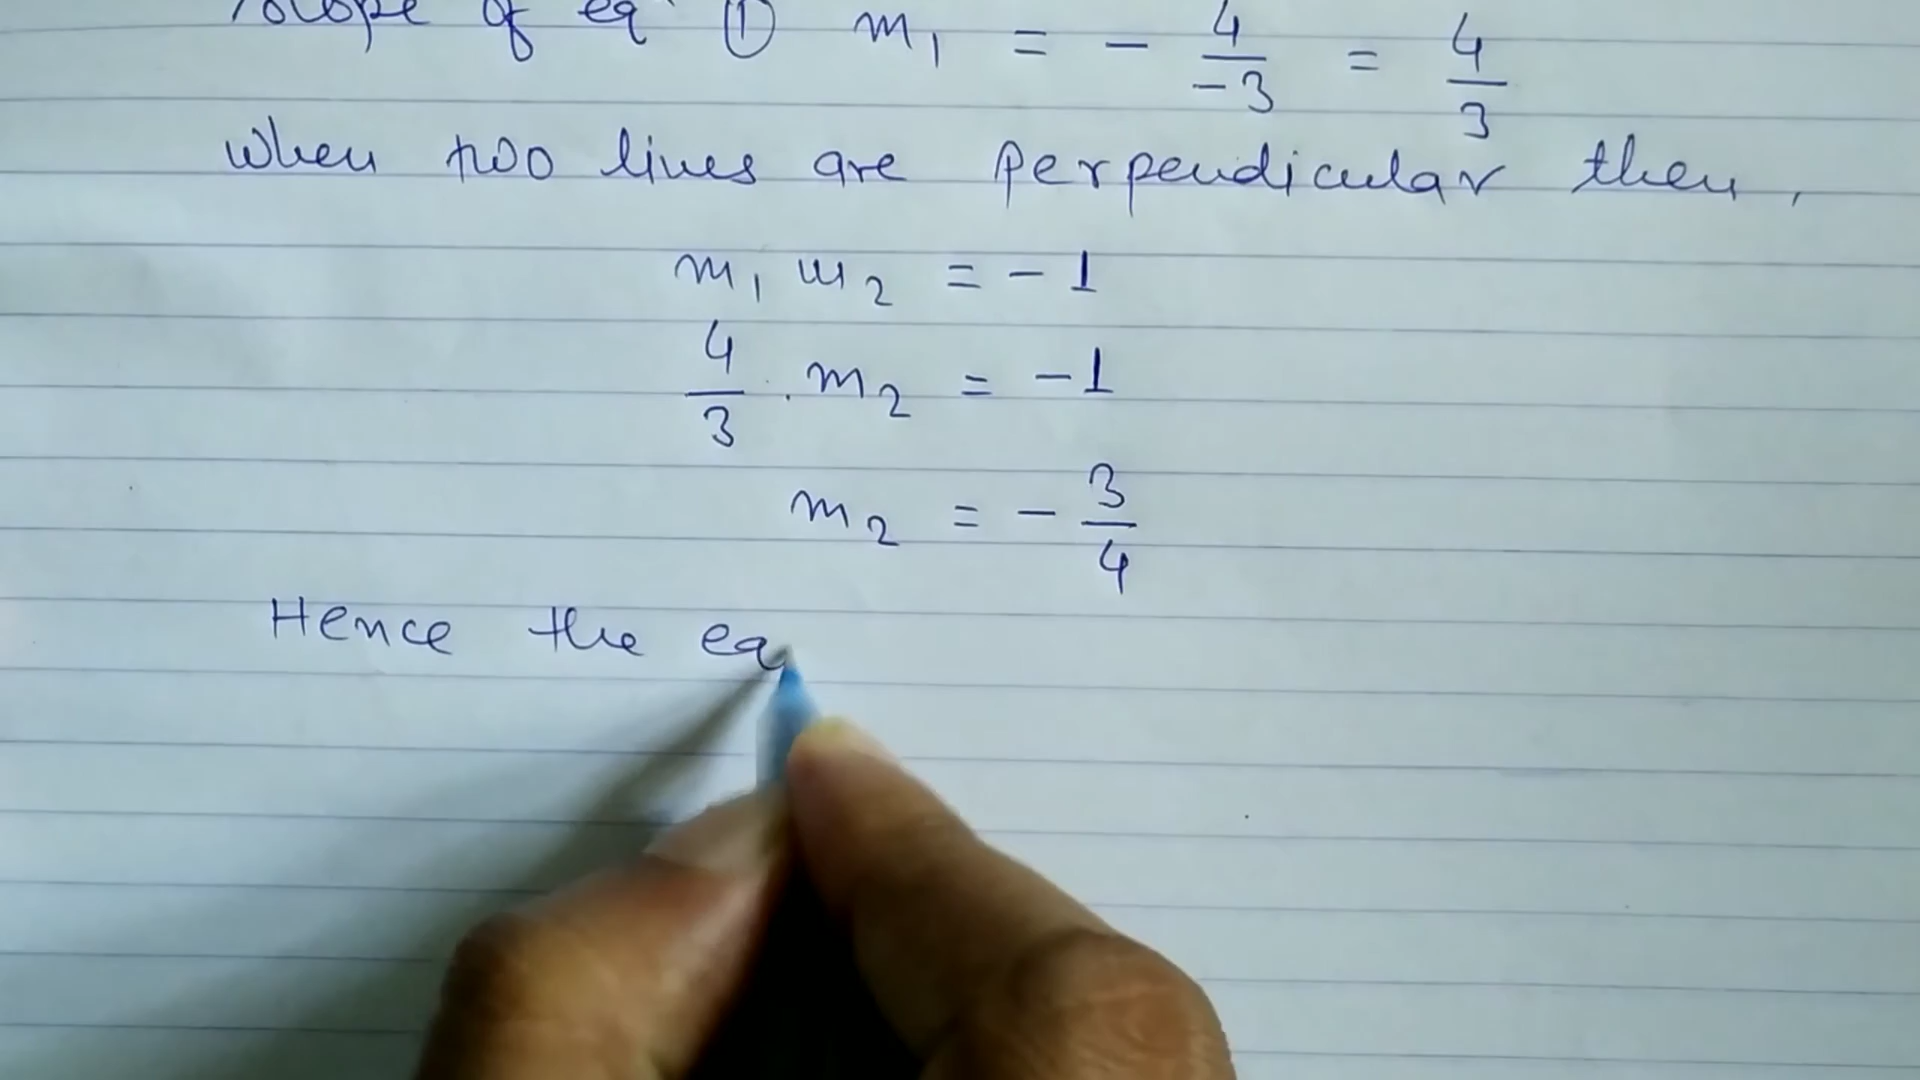 slope of eqⁿ ① m₁ = - 4/-3 = 4/3
when two lines are perpendicular then,
m₁ m₂ = - 1
4/3 . m₂ = - 1
m₂ = - 3/4
Hence the eq